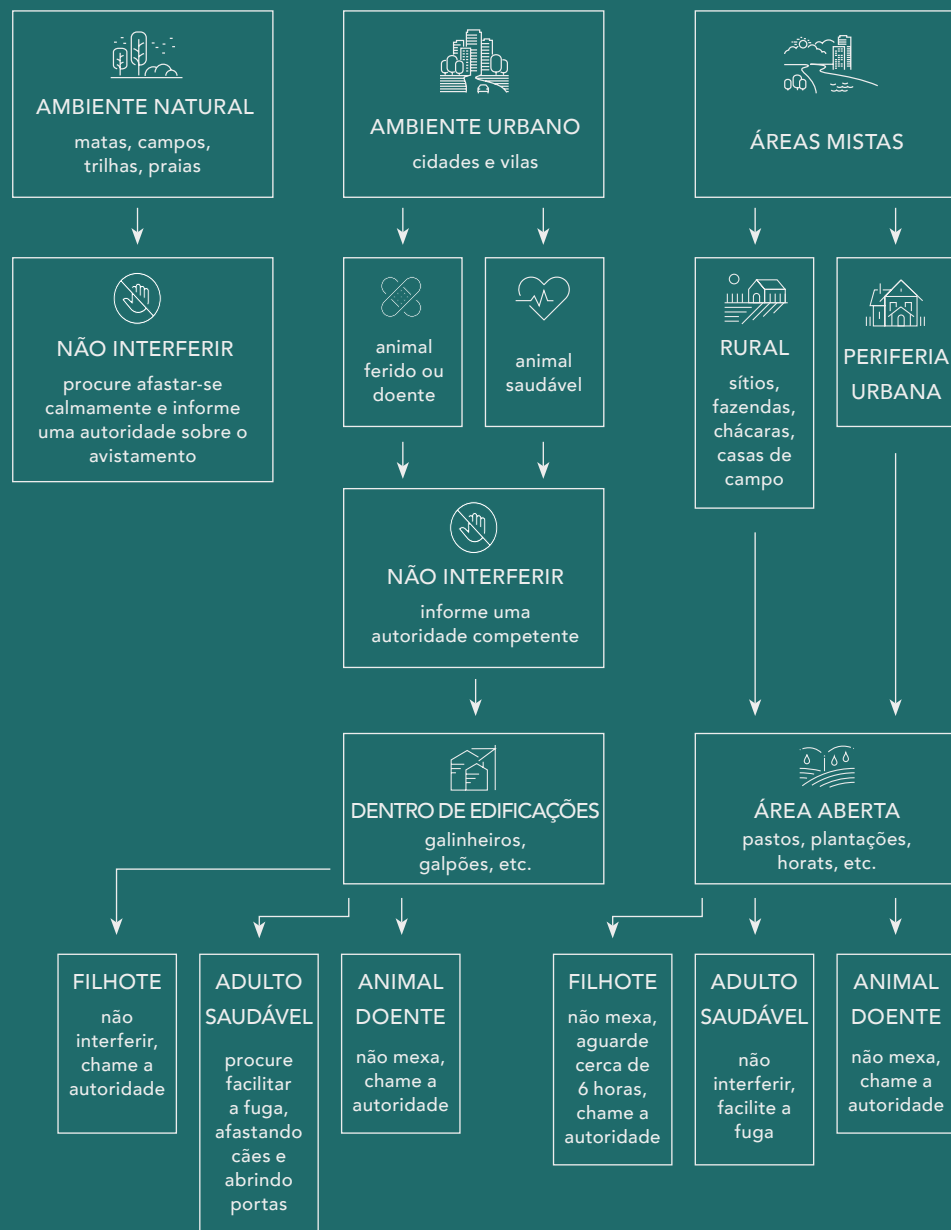 AMBIENTE NATURAL
matas, campos,
trilhas, praias
AMBIENTE URBANO
cidades e vilas
ÁREAS MISTAS
NÃO INTERFERIR
procure afastar-se
calmamente e informe
uma autoridade sobre o
avistamento
animal
ferido ou
doente
animal
saudável
RURAL
sítios,
fazendas,
chácaras,
casas de
campo
PERIFERIA
URBANA
NÃO INTERFERIR
informe uma
autoridade competente
DENTRO DE EDIFICAÇÕES
galinheiros,
galpões, etc.
ÁREA ABERTA
pastos, plantações,
horats, etc.
FILHOTE
não
interferir,
chame a
autoridade
ADULTO
SAUDÁVEL
procure
facilitar
a fuga,
afastando
cães e
abrindo
portas
ANIMAL
DOENTE
não mexa,
chame a
autoridade
FILHOTE
não mexa,
aguarde
cerca de
6 horas,
chame a
autoridade
ADULTO
SAUDÁVEL
não
interferir,
facilite a
fuga
ANIMAL
DOENTE
não mexa,
chame a
autoridade